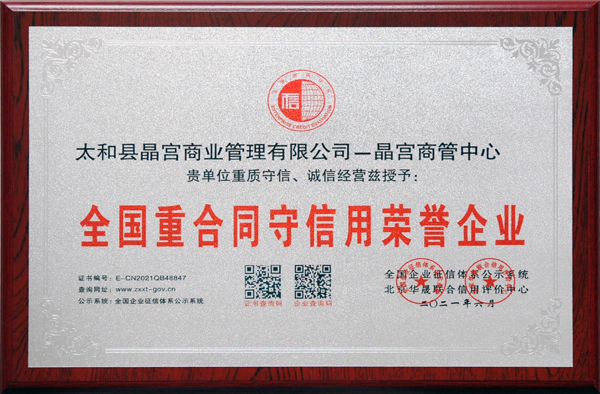 信
太和县晶宫商业管理有限公司—晶宫商管中心
贵单位重质守信、诚信经营兹授予：
全国重合同守信用荣誉企业
证书编号：E-CN2021QB48847
查询网址：www.zxxt-gov.cn
公示系统：全国企业征信体系公示系统
证书查询码
企业查询码
全国企业征信体系公示系统
北京华晟联合信用评价中心
二〇二一年六月